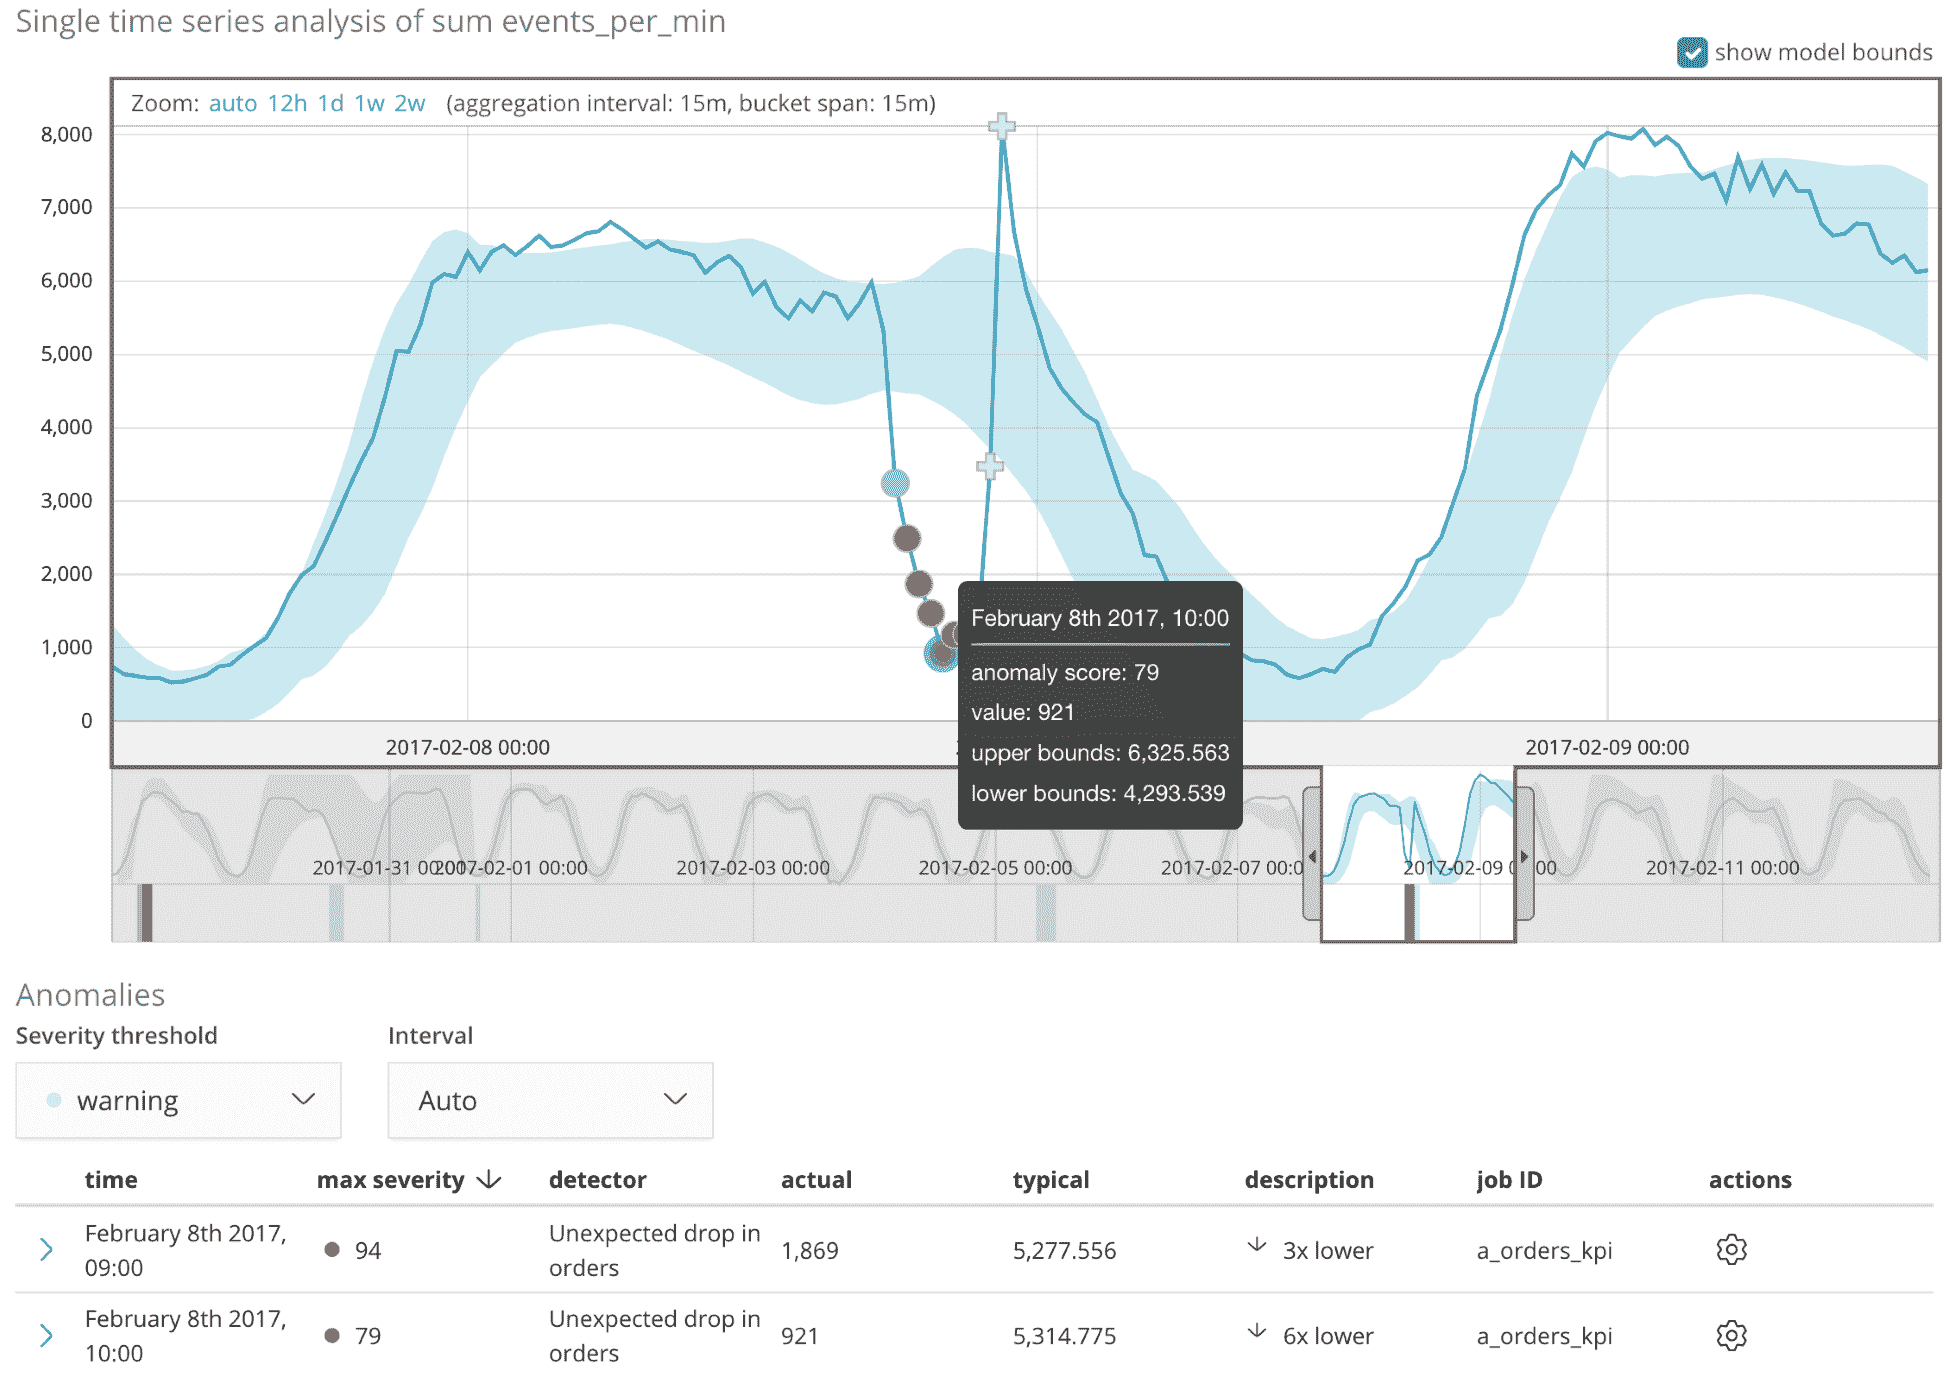 Single time series analysis of sum events_per_min
show model bounds
Zoom: auto 12h 1d 1w 2w (aggregation interval: 15m, bucket span: 15m)
8,000
7,000
6,000
5,000
4,000
3,000
2,000
1,000
0
February 8th 2017, 10:00
anomaly score: 79
value: 921
upper bounds: 6,325.563
lower bounds: 4,293.539
2017-02-08 00:00
2017-02-09 00:00
2017-01-31 00:00
2017-02-01 00:00
2017-02-03 00:00
2017-02-05 00:00
2017-02-07 00:0
2017-02-09 00:00
2017-02-11 00:00
Anomalies
Severity threshold
Interval
warning
Auto
time max severity detector actual typical description job ID actions
February 8th 2017, 09:00 94 Unexpected drop in orders 1,869 5,277.556 3x lower a_orders_kpi
February 8th 2017, 10:00 79 Unexpected drop in orders 921 5,314.775 6x lower a_orders_kpi